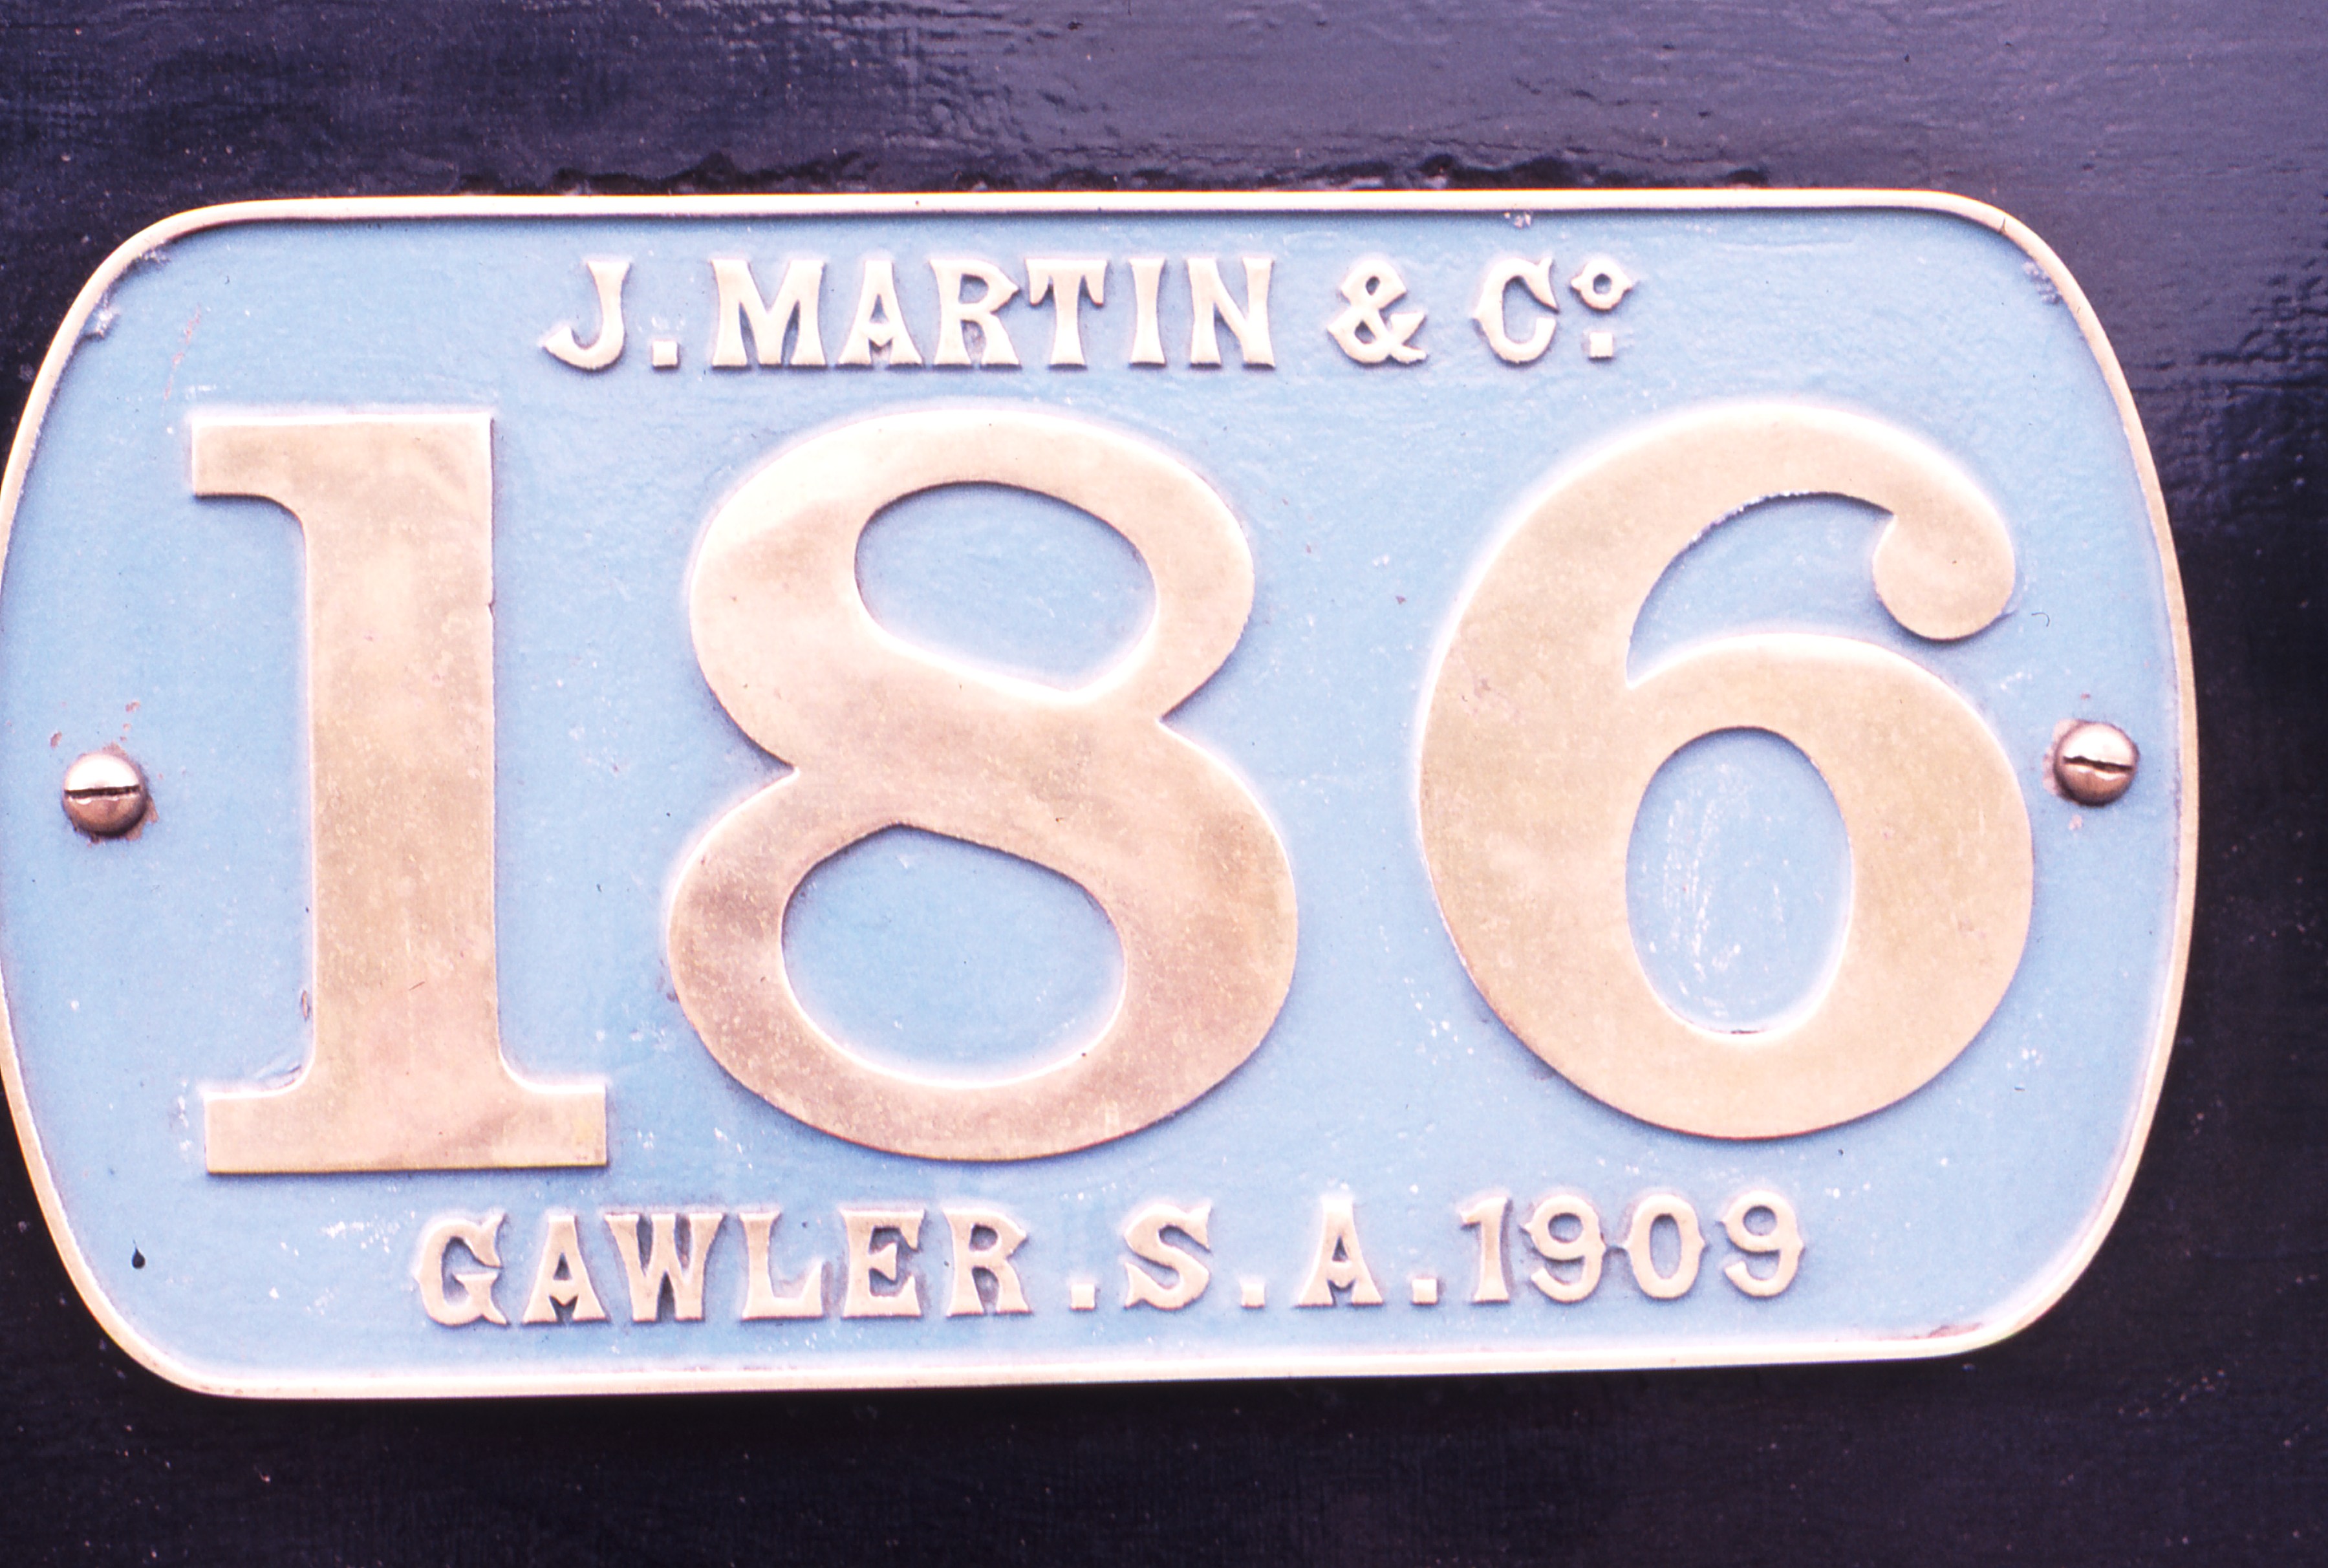 J. MARTIN & Cº.
186
GAWLER. S. A. 1909